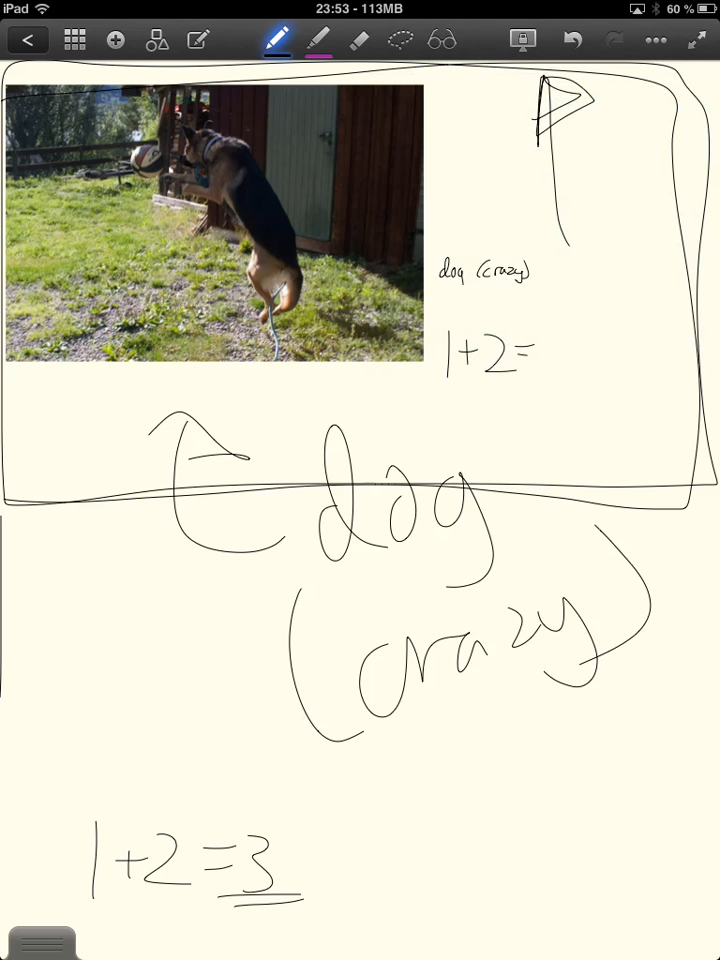 iPad 23:53 - 113MB 60 %
dog (crazy)
1+2=
dog
(crazy)
1+2=3